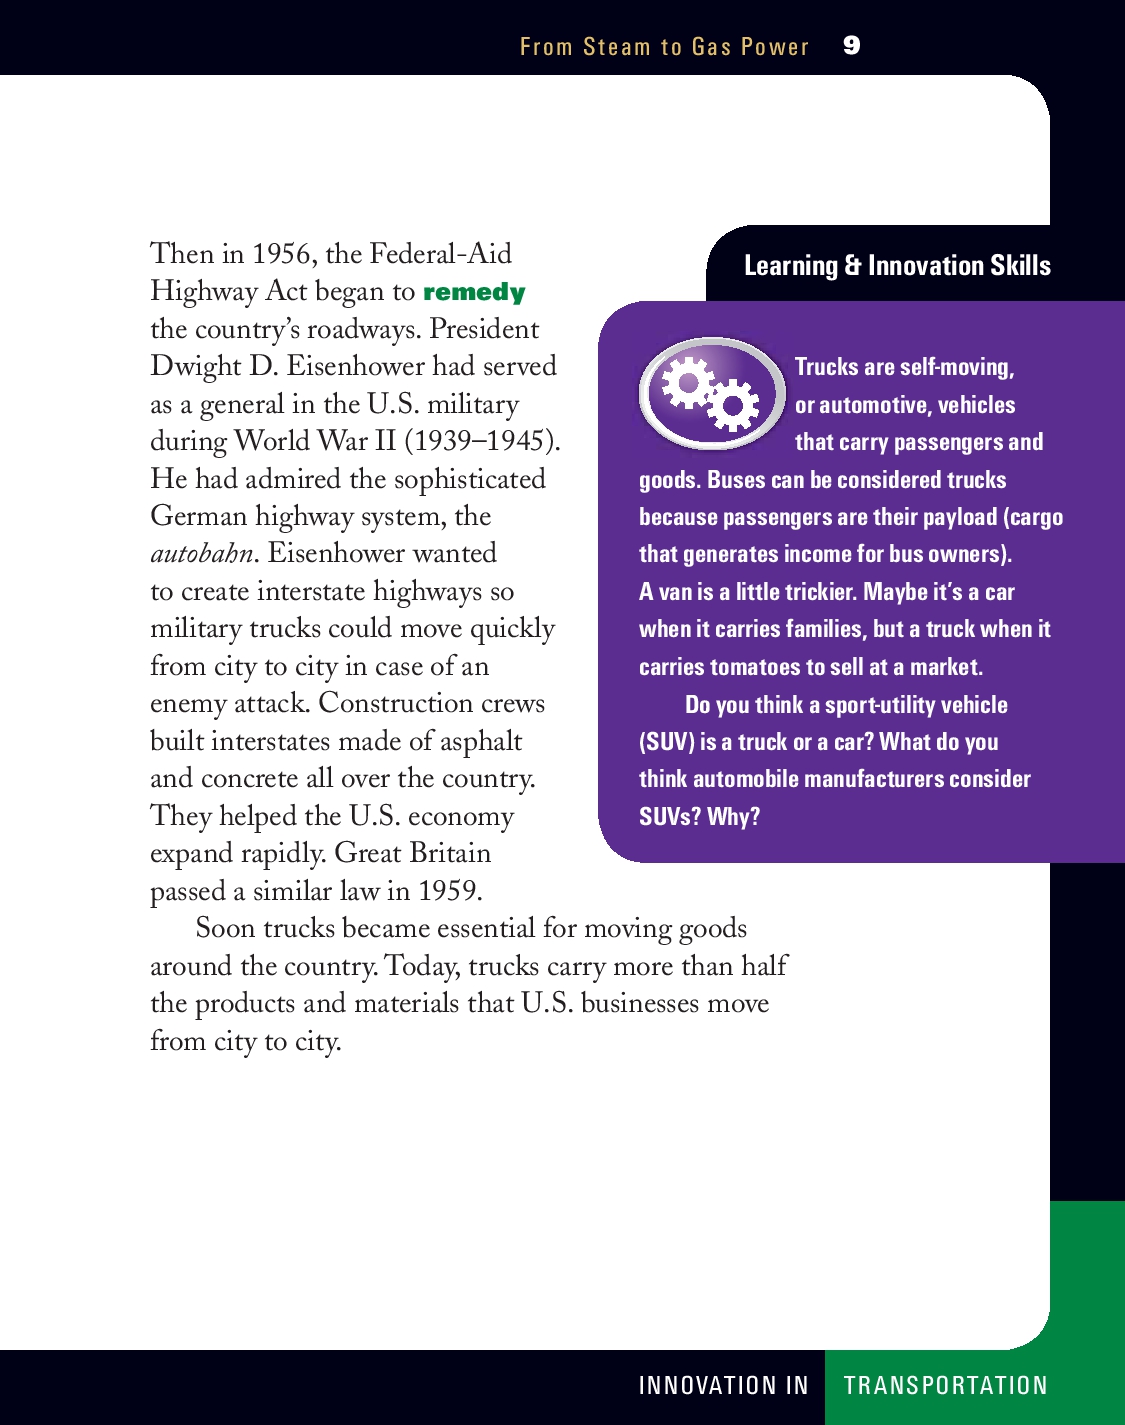 From Steam to Gas Power 9
Then in 1956, the Federal-Aid
Highway Act began to remedy
the country's roadways. President
Dwight D. Eisenhower had served
as a general in the U.S. military
during World War II (1939–1945).
He had admired the sophisticated
German highway system, the
autobahn. Eisenhower wanted
to create interstate highways so
military trucks could move quickly
from city to city in case of an
enemy attack. Construction crews
built interstates made of asphalt
and concrete all over the country.
They helped the U.S. economy
expand rapidly. Great Britain
passed a similar law in 1959.
Soon trucks became essential for moving goods
around the country. Today, trucks carry more than half
the products and materials that U.S. businesses move
from city to city.
Learning & Innovation Skills
Trucks are self-moving,
or automotive, vehicles
that carry passengers and
goods. Buses can be considered trucks
because passengers are their payload (cargo
that generates income for bus owners).
A van is a little trickier. Maybe it's a car
when it carries families, but a truck when it
carries tomatoes to sell at a market.
Do you think a sport-utility vehicle
(SUV) is a truck or a car? What do you
think automobile manufacturers consider
SUVs? Why?
INNOVATION IN TRANSPORTATION